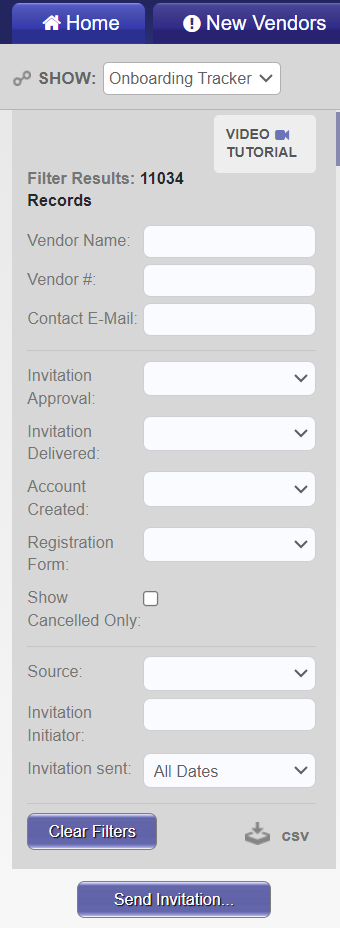 Home
New Vendors
SHOW: Onboarding Tracker
VIDEO
TUTORIAL
Filter Results: 11034
Records
Vendor Name:
Vendor #:
Contact E-Mail:
Invitation
Approval:
Invitation
Delivered:
Account
Created:
Registration
Form:
Show
Cancelled Only:
Source:
Invitation
Initiator:
Invitation sent: All Dates
Clear Filters
csv
Send Invitation...